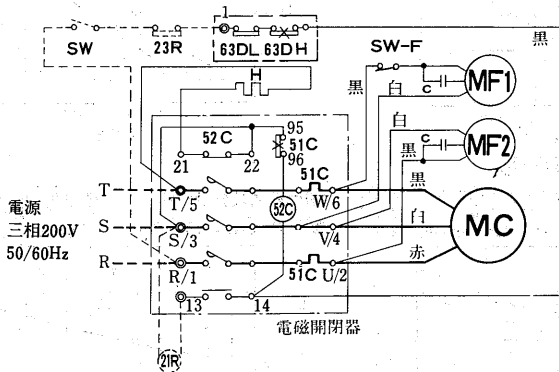 1
黒
SW
23R
63DL 63DH
SW-F
H
黒
白
C
MF1
52C
95
51C
96
白
C
MF2
21
22
黒
51C
T
T/5
W/6
黒
52C
電源
三相200V
50/60Hz
S
S/3
V/4
白
MC
R
R/1
51C
U/2
赤
13
14
電磁開閉器
21R